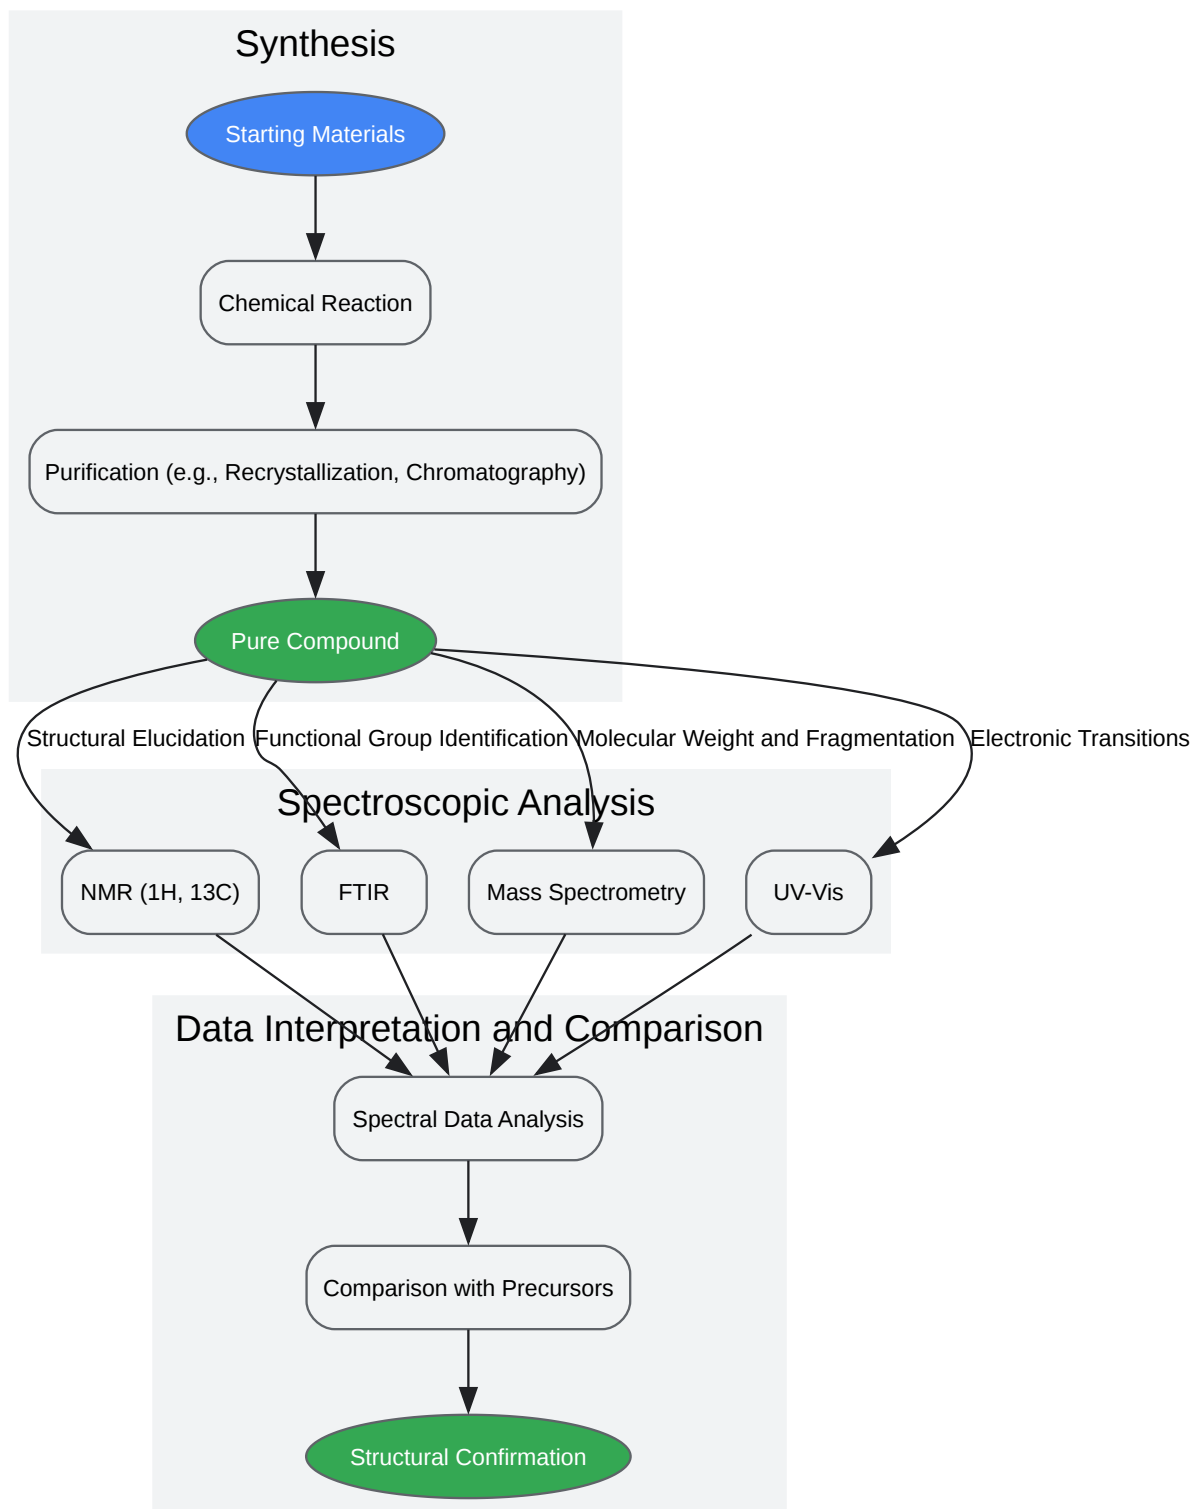 Synthesis
Starting Materials
Chemical Reaction
Purification (e.g., Recrystallization, Chromatography)
Pure Compound
Structural Elucidation
Functional Group Identification
Molecular Weight and Fragmentation
Electronic Transitions
Spectroscopic Analysis
NMR (1H, 13C)
FTIR
Mass Spectrometry
UV-Vis
Data Interpretation and Comparison
Spectral Data Analysis
Comparison with Precursors
Structural Confirmation